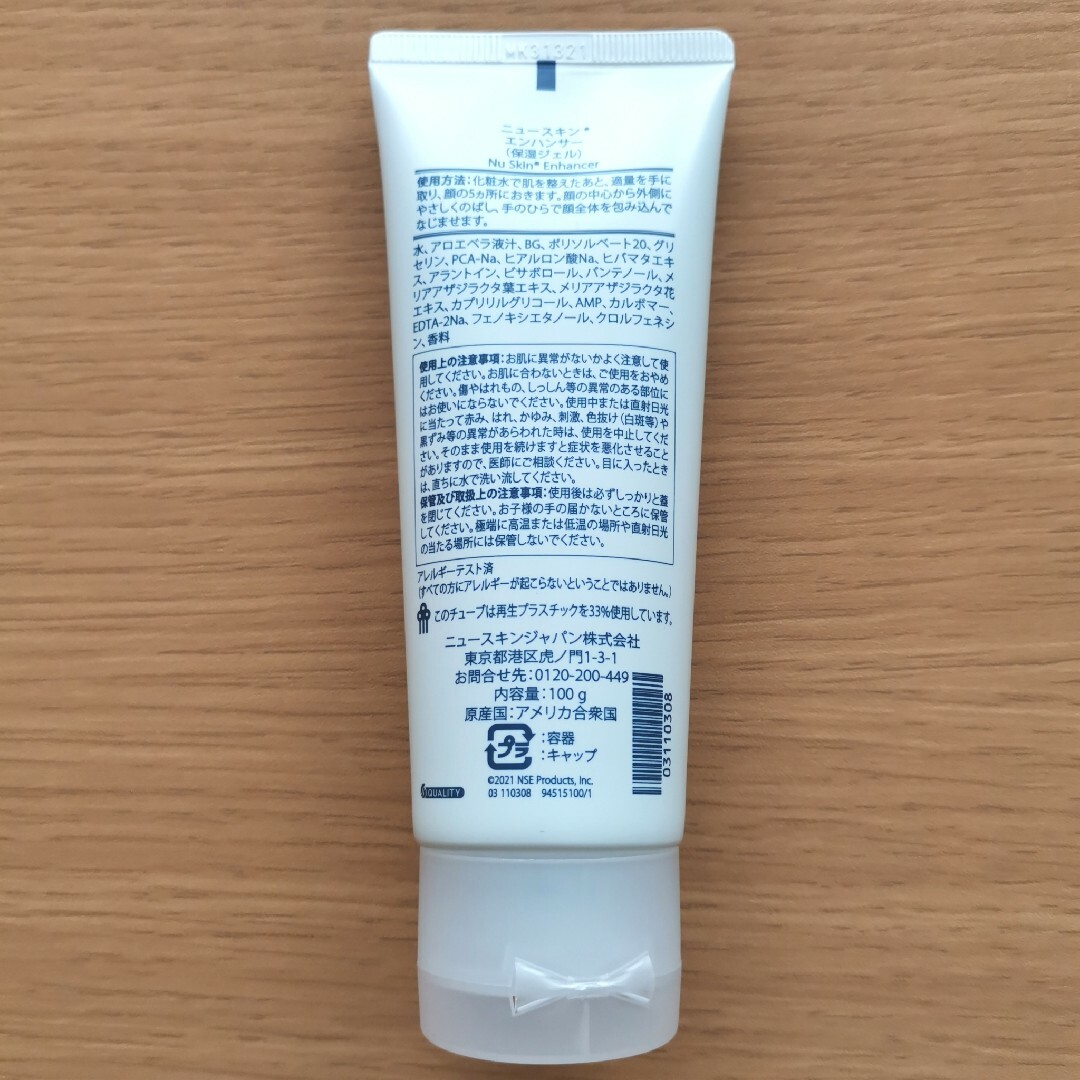 WK31321
ニュースキン®
エンハンサー
(保湿ジェル)
Nu Skin® Enhancer
使用方法:化粧水で肌を整えたあと、適量を手に
取り、顔の5ヵ所におきます。顔の中心から外側に
やさしくのばし、手のひらで顔全体を包み込んで
なじませます。
水、アロエベラ液汁、BG、ポリソルベート20、グリ
セリン、PCA-Na、ヒアルロン酸Na、ヒバマタエキ
ス、アラントイン、ビサボロール、パンテノール、メ
リアアザジラクタ葉エキス、メリアアザジラクタ花
エキス、カプリリルグリコール、AMP、カルボマー、
EDTA-2Na、フェノキシエタノール、クロルフェネシ
ン、香料
使用上の注意事項:お肌に異常がないかよく注意して使
用してください。お肌に合わないときは、ご使用をおやめ
ください。傷やはれもの、しっしん等の異常のある部位に
はお使いにならないでください。使用中または直射日光
に当たって赤み、はれ、かゆみ、刺激、色抜け(白斑等)や
黒ずみ等の異常があらわれた時は、使用を中止してくだ
さい。そのまま使用を続けますと症状を悪化させること
がありますので、医師にご相談ください。目に入ったとき
は、直ちに水で洗い流してください。
保管及び取扱上の注意事項:使用後は必ずしっかりと蓋
を閉じてください。お子様の手の届かないところに保管
してください。極端に高温または低温の場所や直射日光
の当たる場所には保管しないでください。
アレルギーテスト済
(すべての方にアレルギーが起こらないということではありません。)
このチューブは再生プラスチックを33%使用しています。
ニュースキンジャパン株式会社
東京都港区虎ノ門1-3-1
お問合せ先:0120-200-449
内容量:100 g
原産国:アメリカ合衆国
プラ
:容器
:キャップ
©2021 NSE Products, Inc.
03 110308 94515100/1
6 QUALITY
03110308